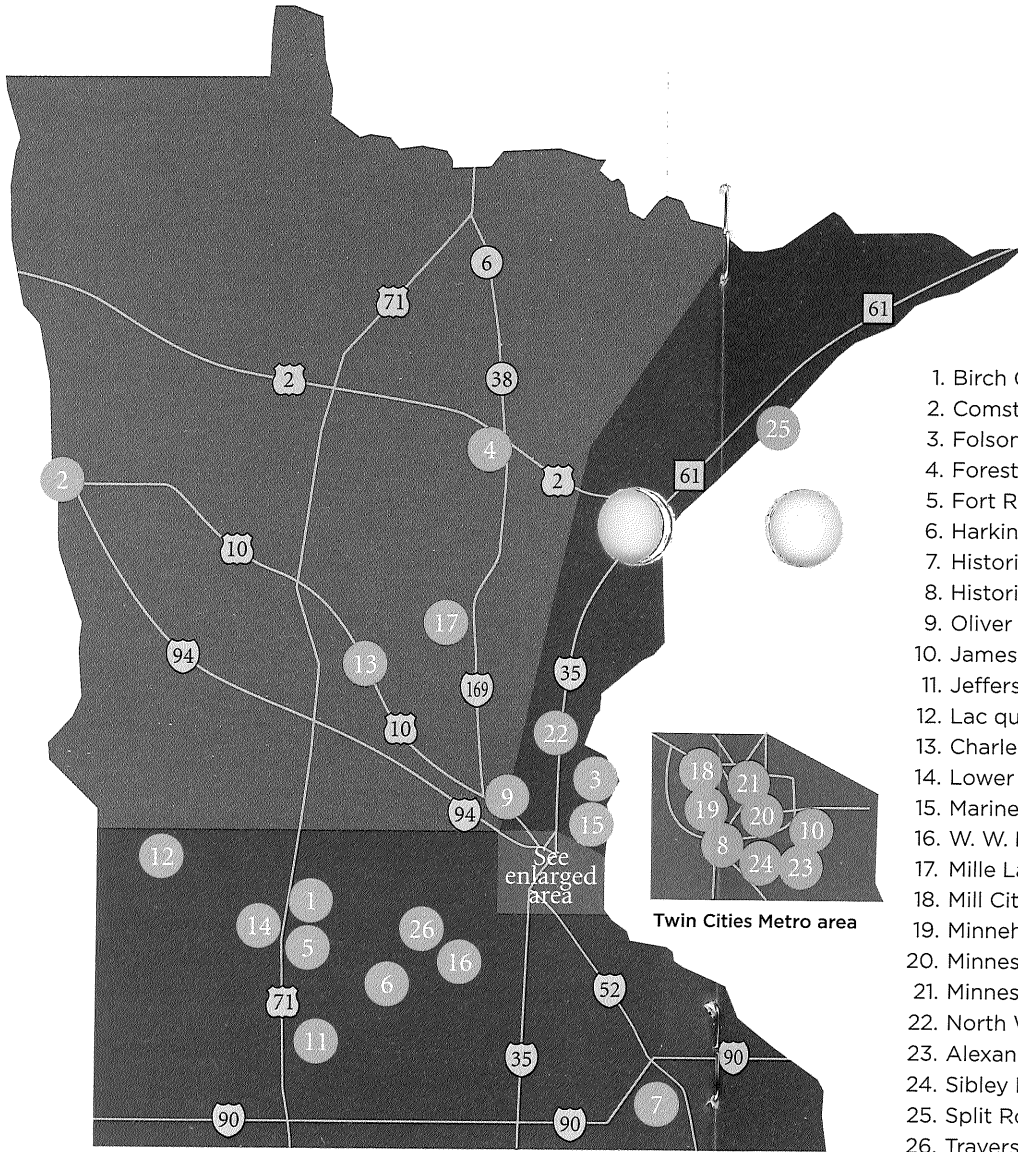 6
71
61
2
38
25
4
2
61
2
10
17
94
13
35
169
10
22
3
9
94
15
12
See
enlarged
area
1
14
26
5
16
6
71
52
11
35
90
7
90
90
18
21
19
20
10
8
24
23
Twin Cities Metro area
1. Birch
2. Comst
3. Folso
4. Forest
5. Fort R
6. Harkin
7. Histori
8. Histori
9. Oliver
10. James
11. Jeffers
12. Lac qu
13. Charle
14. Lower
15. Marine
16. W. W.
17. Mille La
18. Mill Cit
19. Minneh
20. Minnes
21. Minnes
22. North
23. Alexan
24. Sibley
25. Split Ro
26. Travers